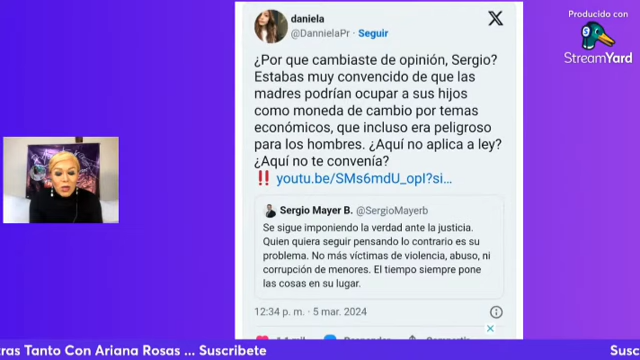 Producido con
StreamYard
daniela
@DannielaPr · Seguir
X
¿Por que cambiaste de opinión, Sergio?
Estabas muy convencido de que las
madres podrían ocupar a sus hijos
como moneda de cambio por temas
económicos, que incluso era peligroso
para los hombres. ¿Aquí no aplica a ley?
¿Aquí no te convenía?
‼️ youtu.be/SMs6mdU_opI?si...
Sergio Mayer B. @SergioMayerb
Se sigue imponiendo la verdad ante la justicia.
Quien quiera seguir pensando lo contrario es su
problema. No más víctimas de violencia, abuso, ni
corrupción de menores. El tiempo siempre pone
las cosas en su lugar.
12:34 p. m. · 5 mar. 2024
tras Tanto Con Ariana Rosas ... Suscribete
Susc